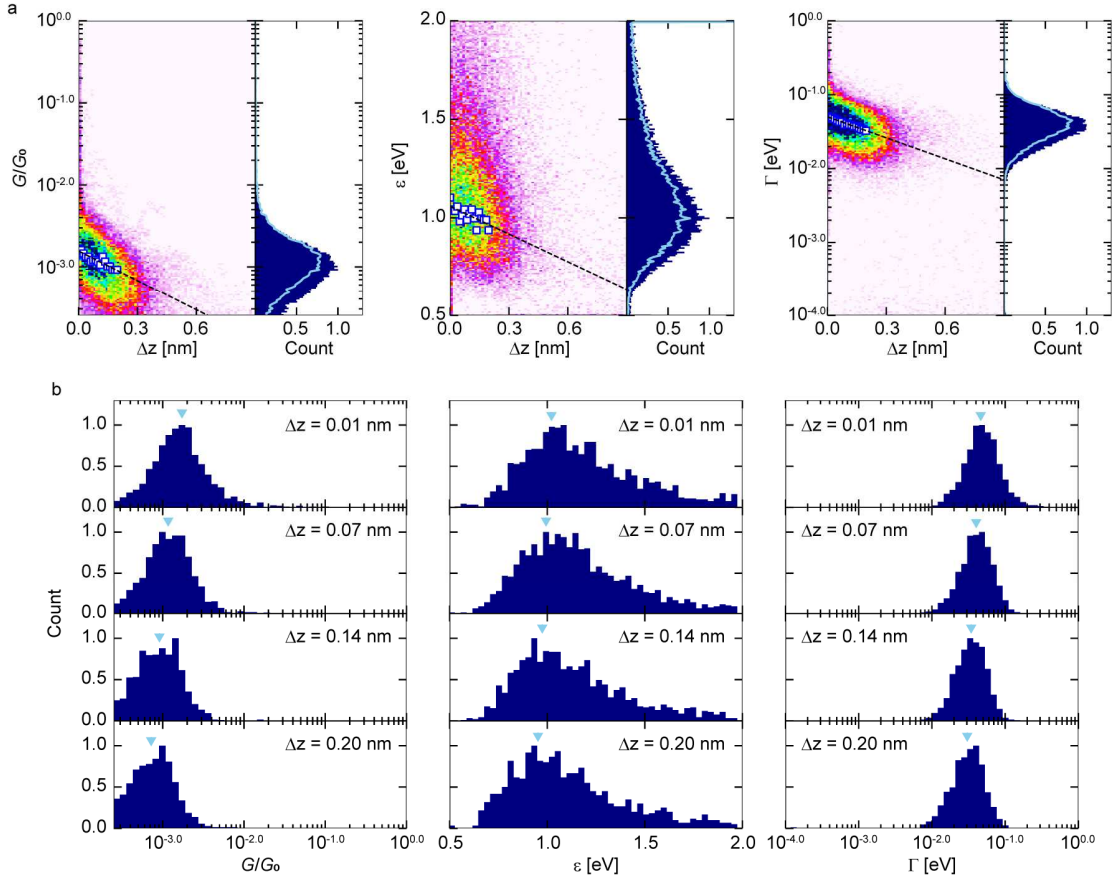 a
10^0.0
10^-1.0
10^-2.0
10^-3.0
G/G₀
0.0 0.3 0.6
Δz [nm]
0.5 1.0
Count
2.0
1.5
1.0
0.5
ε [eV]
0.0 0.3 0.6
Δz [nm]
0.5 1.0
Count
10^0.0
10^-1.0
10^-2.0
10^-3.0
10^-4.0
Γ [eV]
0.0 0.3 0.6
Δz [nm]
0.5 1.0
Count
b
Count
1.0
0.5
0.0
Δz = 0.01 nm
Δz = 0.01 nm
Δz = 0.01 nm
1.0
0.5
0.0
Δz = 0.07 nm
Δz = 0.07 nm
Δz = 0.07 nm
1.0
0.5
0.0
Δz = 0.14 nm
Δz = 0.14 nm
Δz = 0.14 nm
1.0
0.5
0.0
Δz = 0.20 nm
Δz = 0.20 nm
Δz = 0.20 nm
10^-3.0 10^-2.0 10^-1.0 10^0.0
G/G₀
0.5 1.0 1.5 2.0
ε [eV]
10^-4.0 10^-3.0 10^-2.0 10^-1.0 10^0.0
Γ [eV]